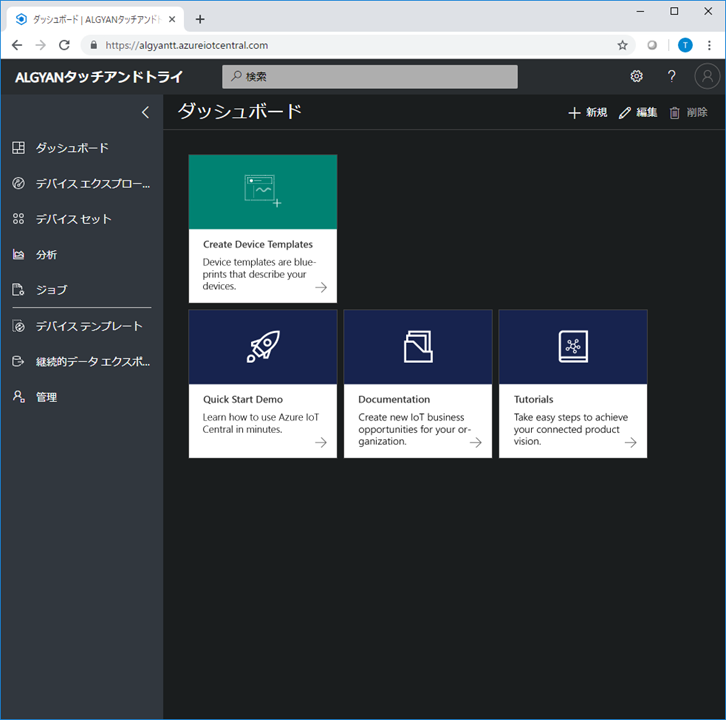 ダッシュボード | ALGYANタッチアンドト
https://algyantt.azureiotcentral.com
T
ALGYANタッチアンドトライ
検索
?
ダッシュボード
+ 新規
編集
削除
ダッシュボード
デバイス エクスプロー...
デバイス セット
分析
ジョブ
デバイス テンプレート
継続的データ エクスポ...
管理
Create Device Templates
Device templates are blue-
prints that describe your
devices.
Quick Start Demo
Learn how to use Azure IoT
Central in minutes.
Documentation
Create new IoT business
opportunities for your or-
ganization.
Tutorials
Take easy steps to achieve
your connected product
vision.